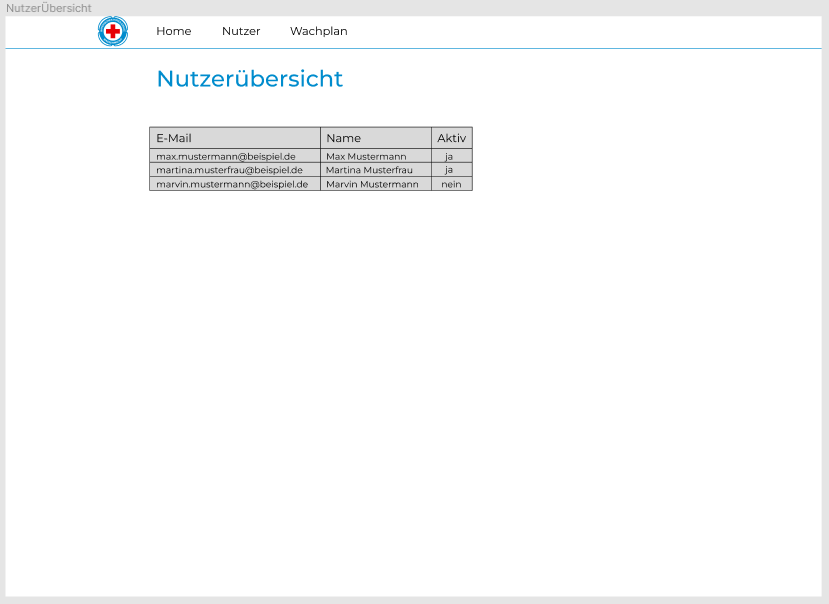 NutzerÜbersicht
Home Nutzer Wachplan
Nutzerübersicht
E-Mail Name Aktiv
max.mustermann@beispiel.de Max Mustermann ja
martina.musterfrau@beispiel.de Martina Musterfrau ja
marvin.mustermann@beispiel.de Marvin Mustermann nein